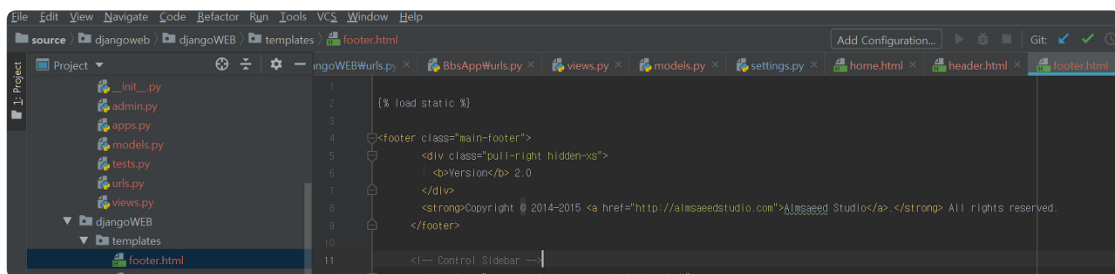 File Edit View Navigate Code Refactor Run Tools VCS Window Help
source djangoweb djangoWEB templates footer.html Add Configuration... Git:
1: Project
Project
ngoWEB₩urls.py BbsApp₩urls.py views.py models.py settings.py home.html header.html footer.html
__init__.py
admin.py
apps.py
models.py
tests.py
urls.py
views.py
djangoWEB
templates
footer.html
1
2 {% load static %}
3
4 <footer class="main-footer">
5 <div class="pull-right hidden-xs">
6 <b>Version</b> 2.0
7 </div>
8 <strong>Copyright © 2014-2015 <a href="http://almsaeedstudio.com">Almsaeed Studio</a>.</strong> All rights reserved.
9 </footer>
10
11 <!-- Control Sidebar -->